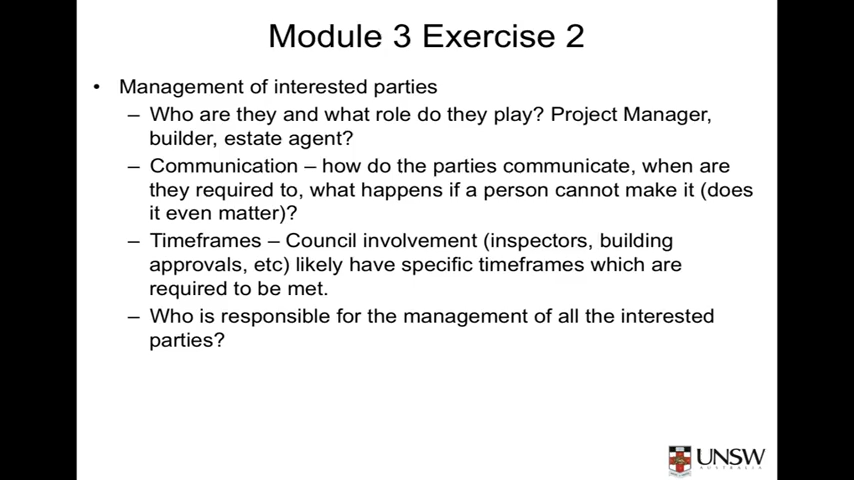 Module 3 Exercise 2
• Management of interested parties
– Who are they and what role do they play? Project Manager,
builder, estate agent?
– Communication – how do the parties communicate, when are
they required to, what happens if a person cannot make it (does
it even matter)?
– Timeframes – Council involvement (inspectors, building
approvals, etc) likely have specific timeframes which are
required to be met.
– Who is responsible for the management of all the interested
parties?
UNSW
AUSTRALIA